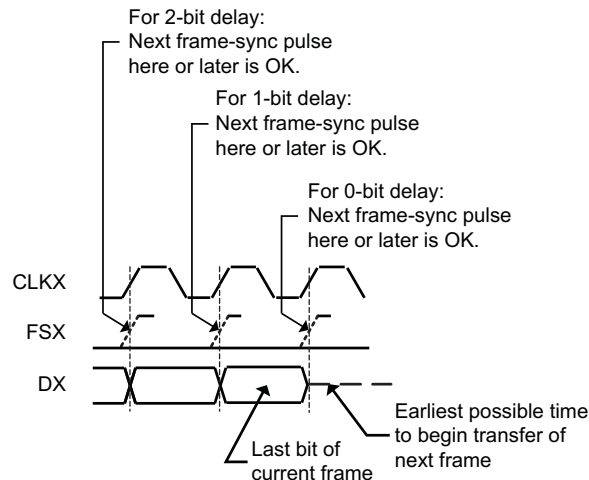 For 2-bit delay:
Next frame-sync pulse
here or later is OK.
For 1-bit delay:
Next frame-sync pulse
here or later is OK.
For 0-bit delay:
Next frame-sync pulse
here or later is OK.
CLKX
FSX
DX
Earliest possible time
to begin transfer of
next frame
Last bit of
current frame